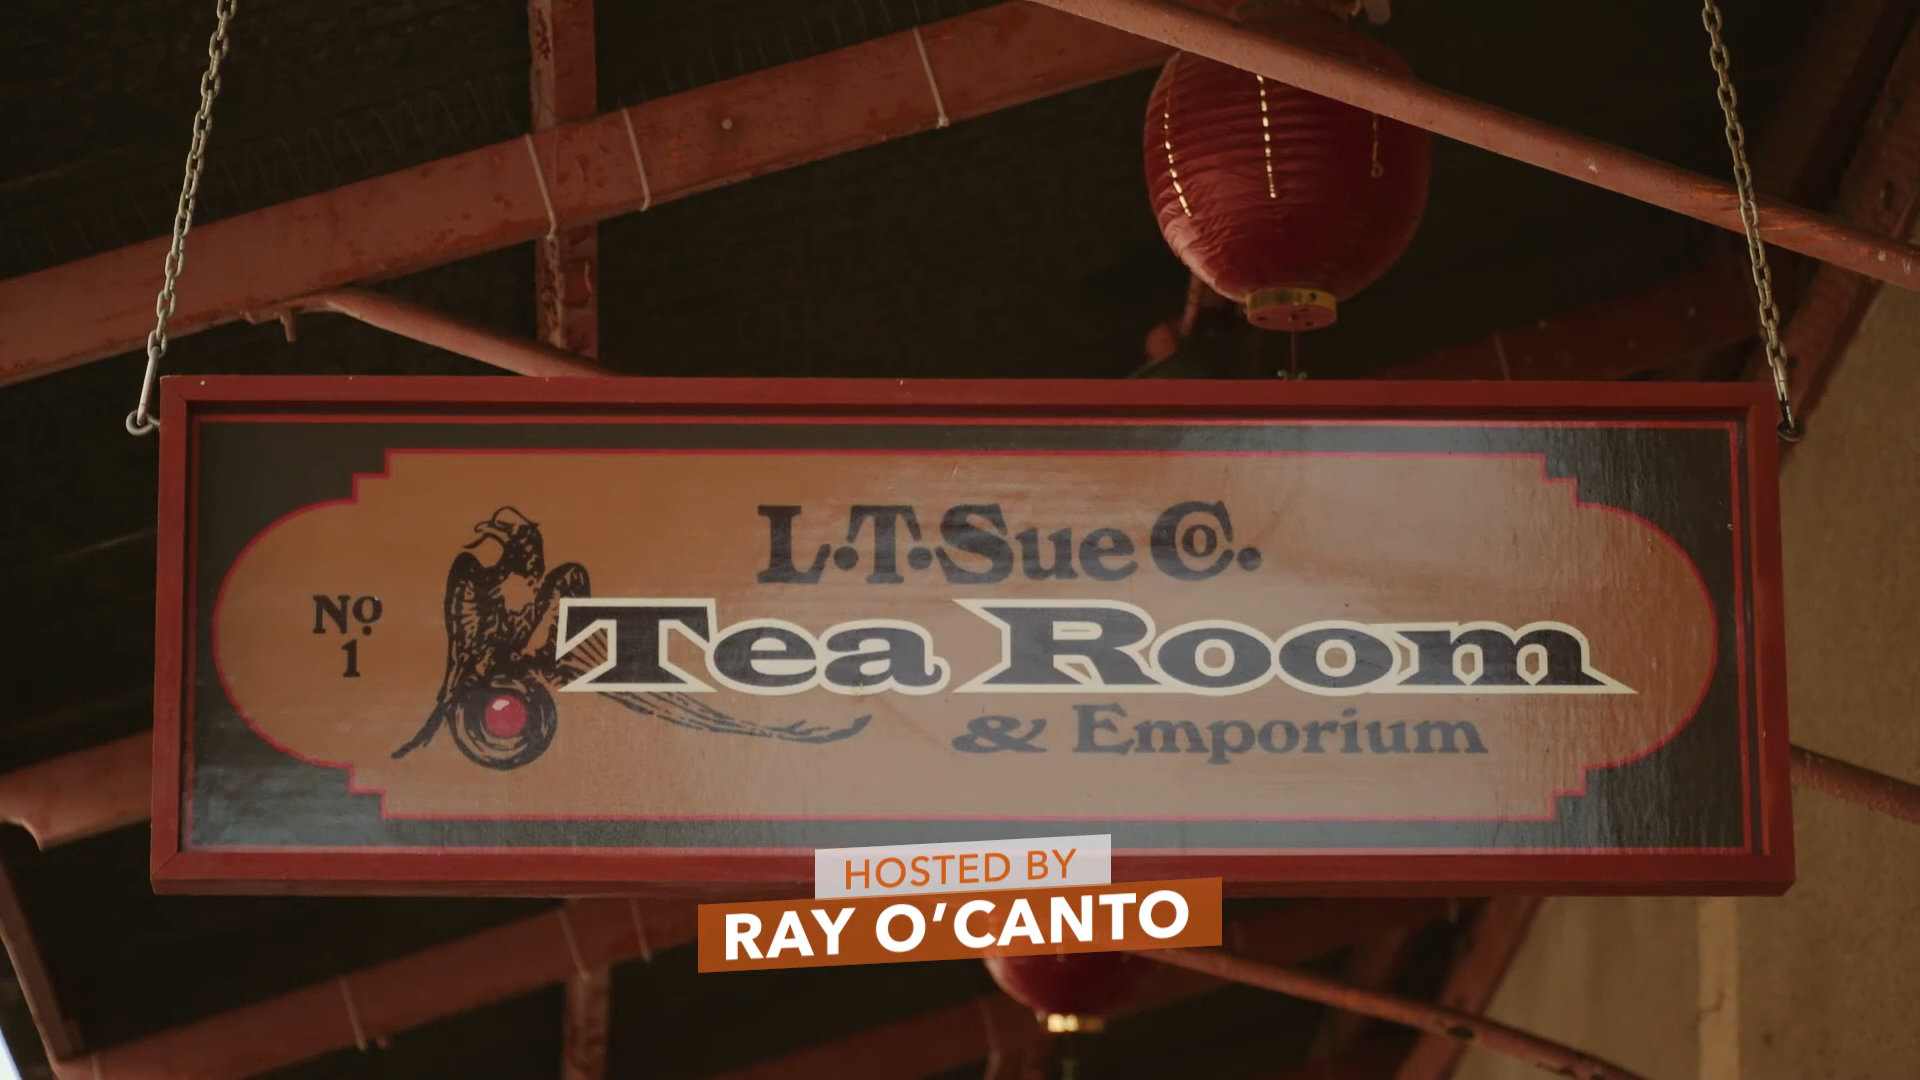 L.T. Sue Co.
No 1
Tea Room
& Emporium
HOSTED BY
RAY O'CANTO